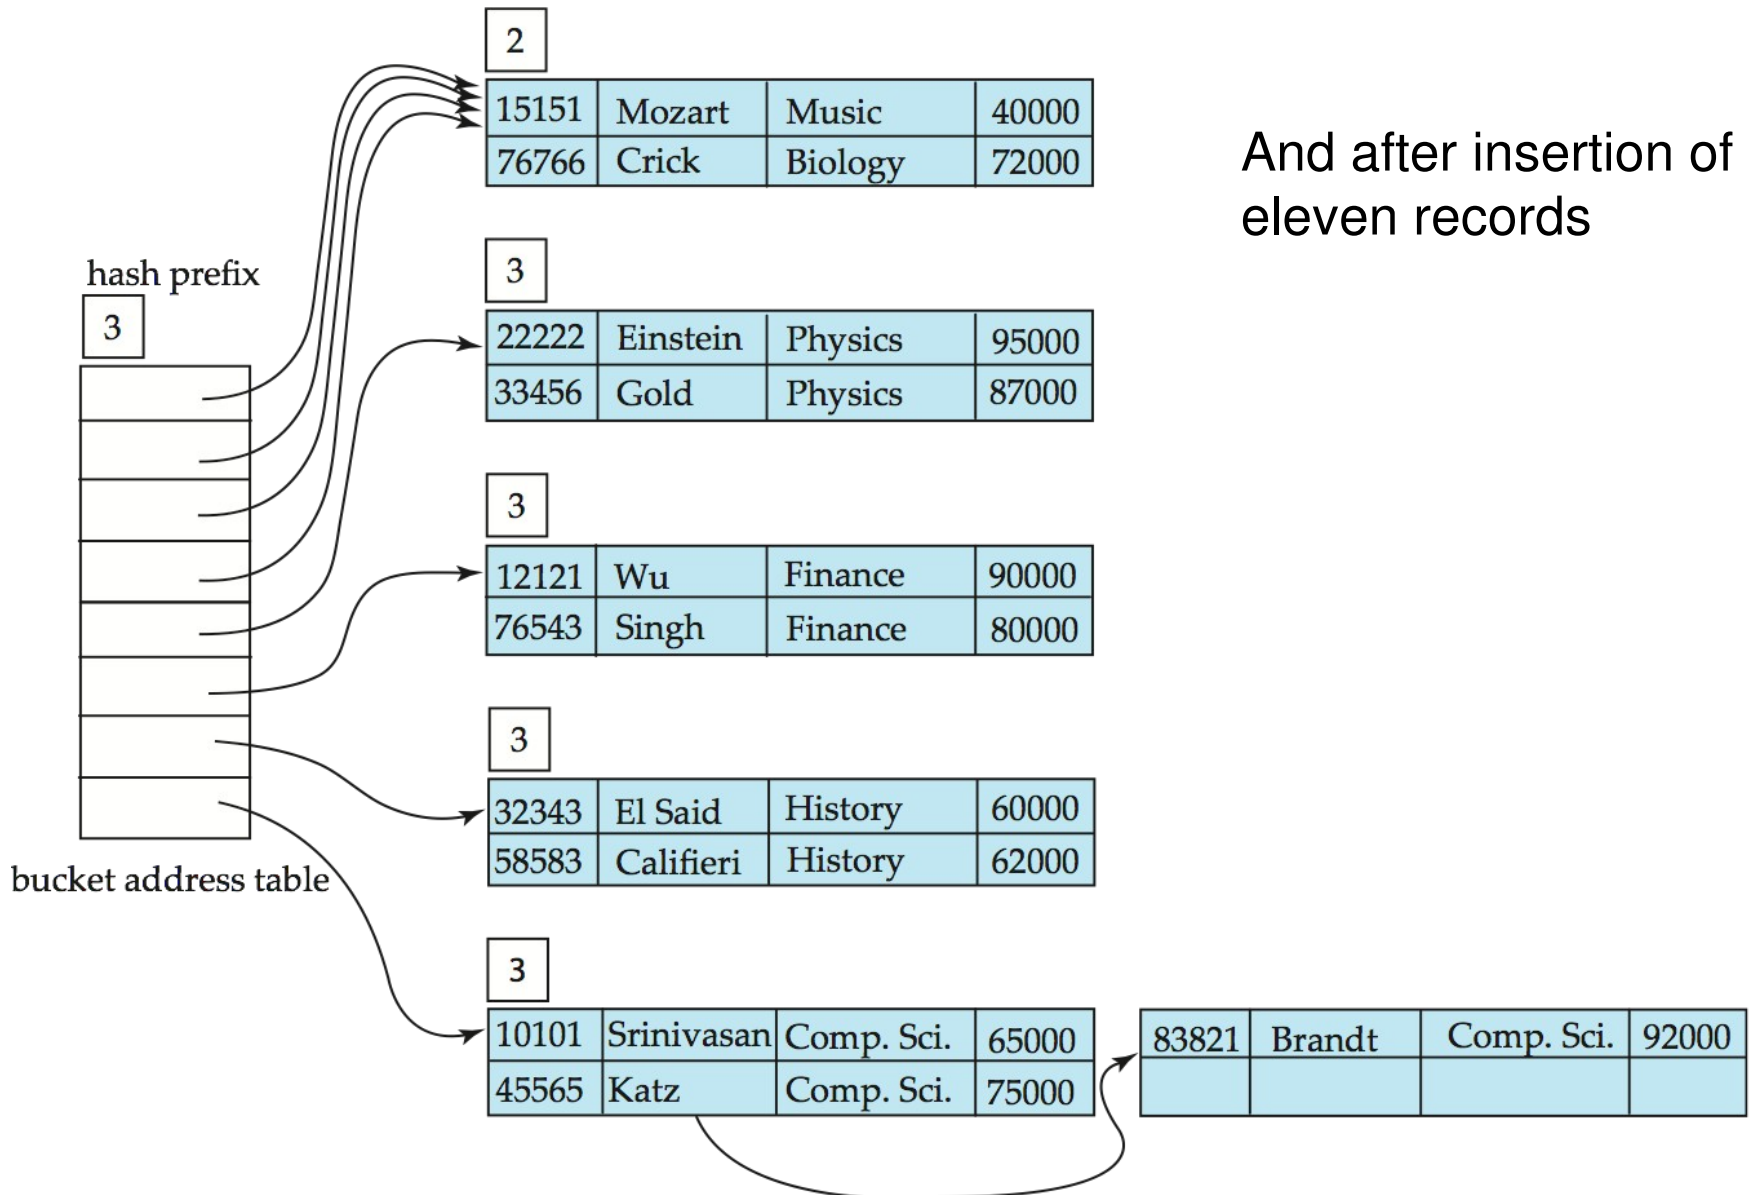 2
15151 Mozart Music 40000
76766 Crick Biology 72000
And after insertion of
eleven records
hash prefix
3
3
22222 Einstein Physics 95000
33456 Gold Physics 87000
3
12121 Wu Finance 90000
76543 Singh Finance 80000
3
32343 El Said History 60000
58583 Califieri History 62000
bucket address table
3
10101 Srinivasan Comp. Sci. 65000
45565 Katz Comp. Sci. 75000
83821 Brandt Comp. Sci. 92000